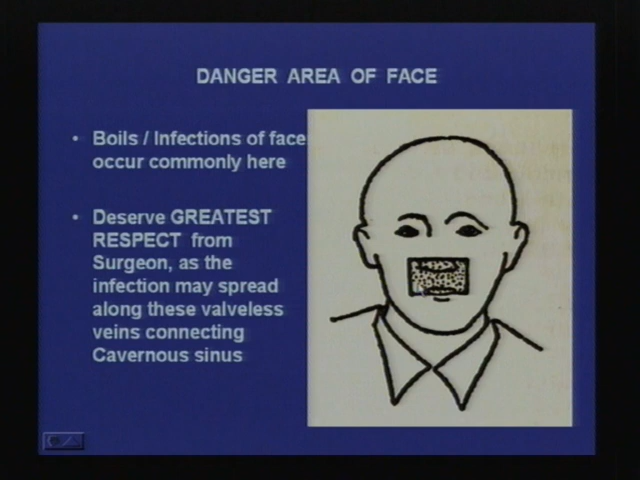 DANGER AREA OF FACE
• Boils / Infections of face
occur commonly here
• Deserve GREATEST
RESPECT from
Surgeon, as the
infection may spread
along these valveless
veins connecting
Cavernous sinus